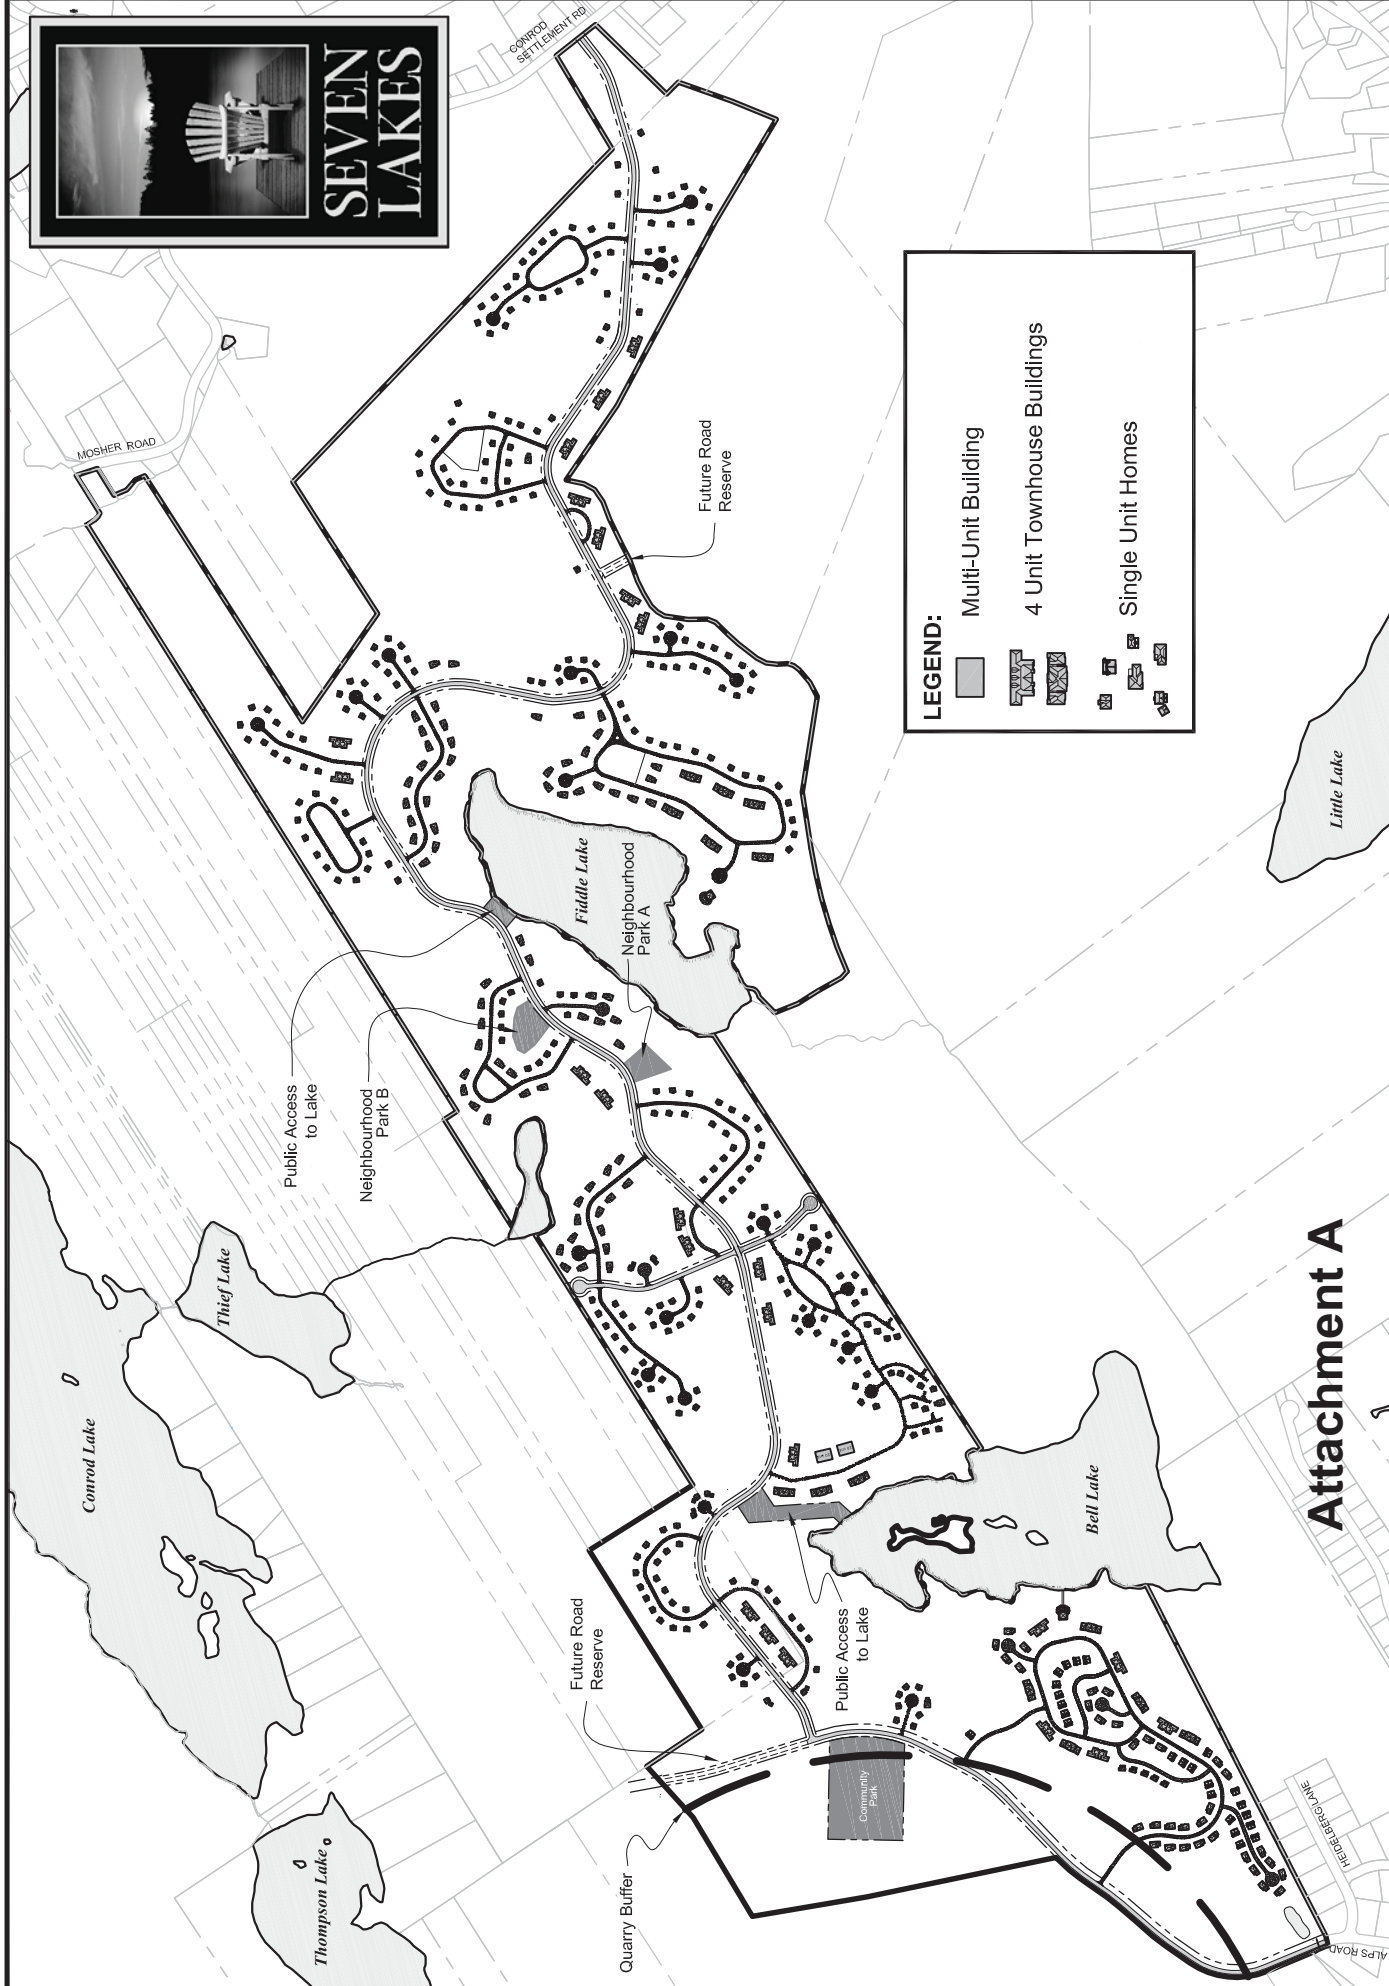 SEVEN
LAKES
CONROD
SETTLEMENT RD
MOSHER ROAD
Future Road
Reserve
LEGEND:
Multi-Unit Building
4 Unit Townhouse Buildings
Single Unit Homes
Little Lake
Fiddle Lake
Neighbourhood
Park A
Public Access
to Lake
Neighbourhood
Park B
Thief Lake
Conrod Lake
Bell Lake
Attachment A
Public Access
to Lake
Future Road
Reserve
Community
Park
Quarry Buffer
Thompson Lake
HEIDELBERG LANE
ALPS ROAD